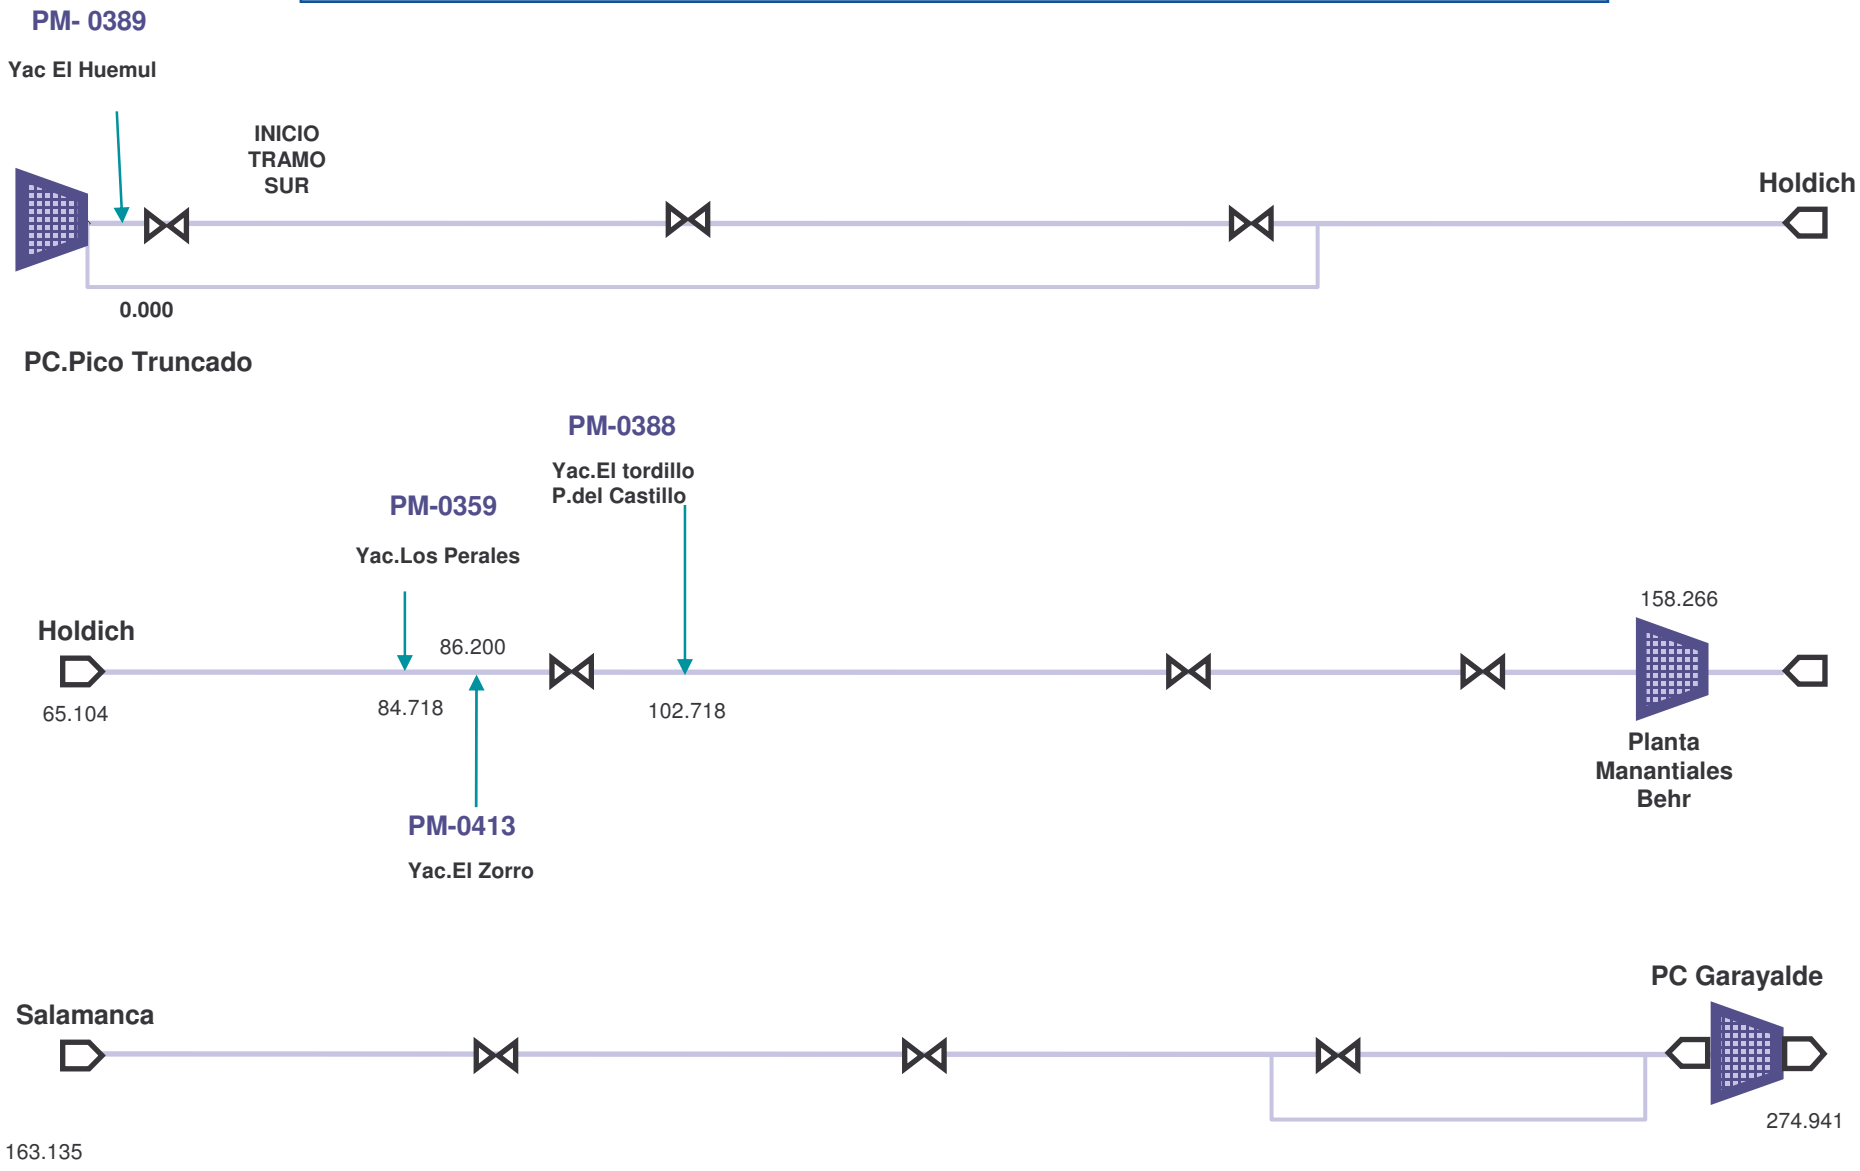 PM- 0389
Yac El Huemul
INICIO
TRAMO
SUR
Holdich
0.000
PC.Pico Truncado
PM-0388
Yac.El tordillo
P.del Castillo
PM-0359
Yac.Los Perales
158.266
Holdich
86.200
65.104
84.718
102.718
Planta
Manantiales
Behr
PM-0413
Yac.El Zorro
PC Garayalde
Salamanca
274.941
163.135